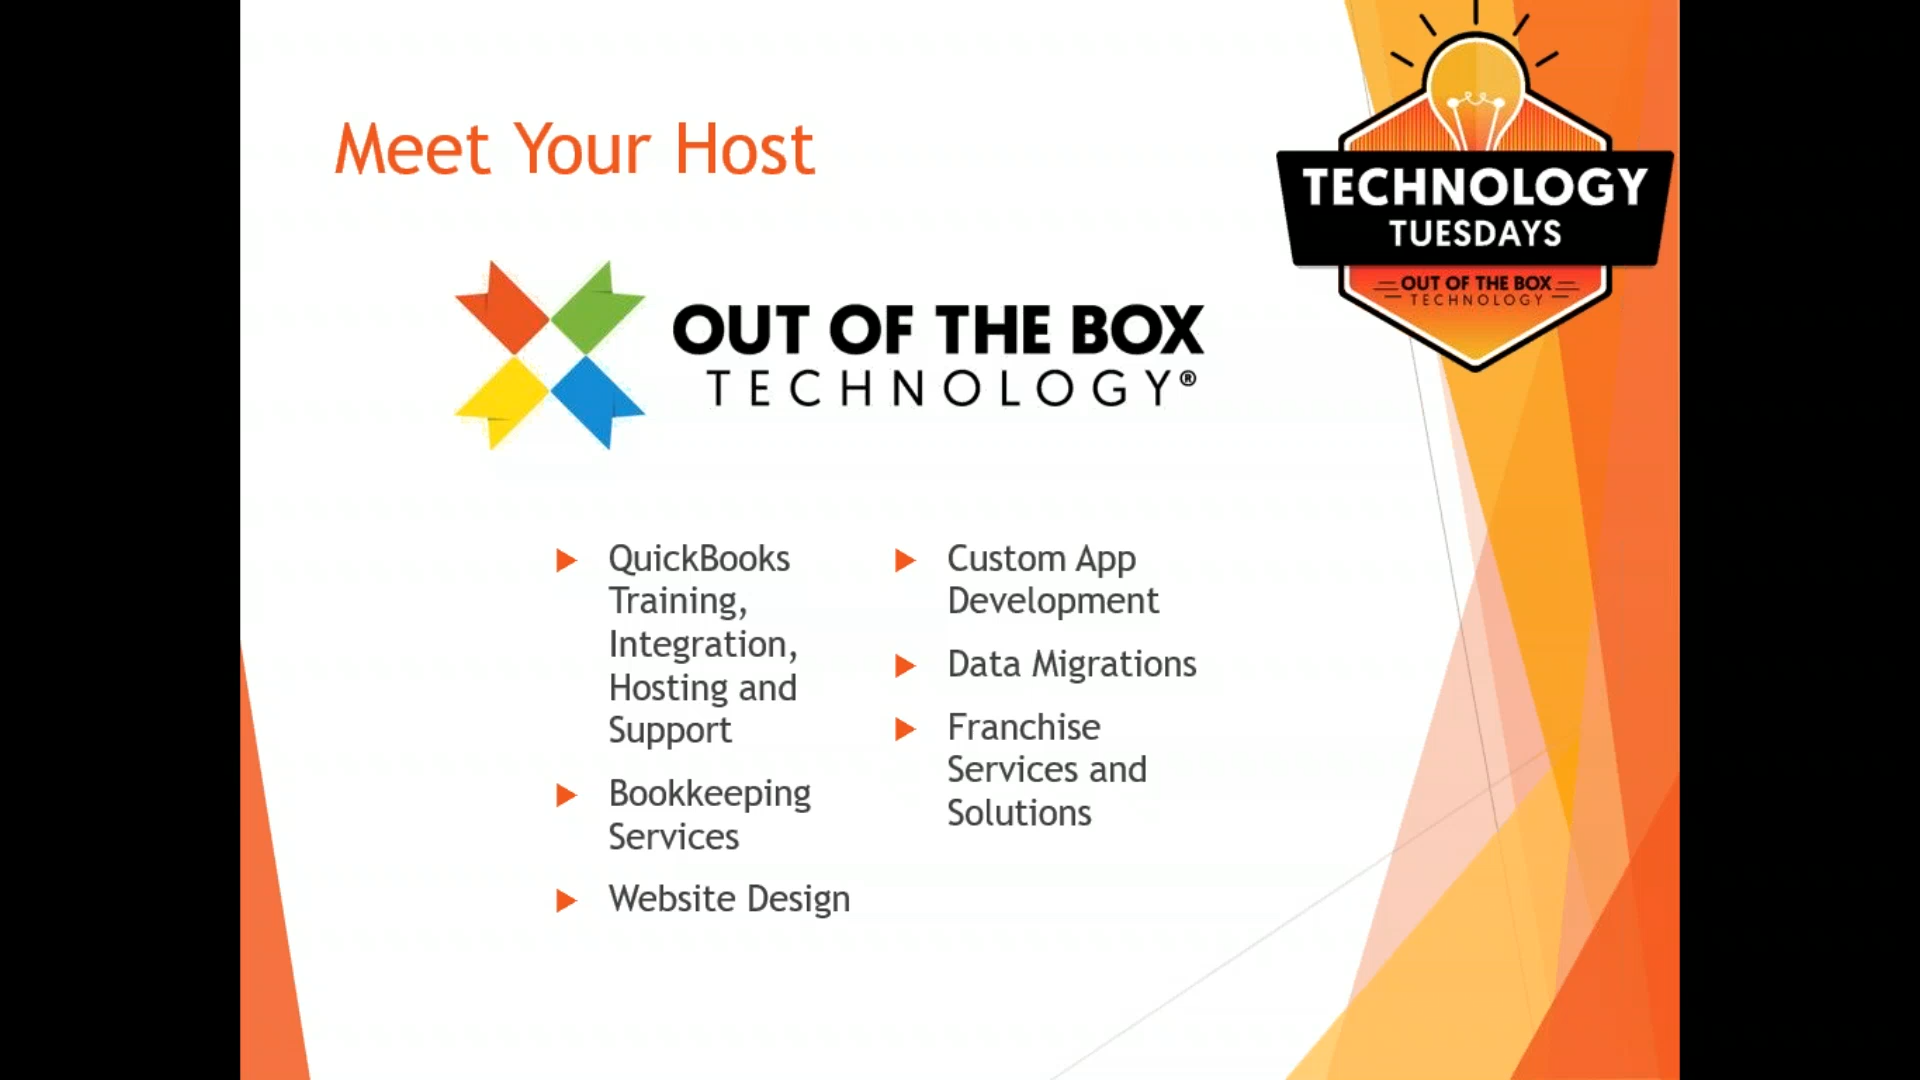 Meet Your Host
TECHNOLOGY
TUESDAYS
OUT OF THE BOX
TECHNOLOGY
OUT OF THE BOX
TECHNOLOGY®
QuickBooks
Training,
Integration,
Hosting and
Support
Bookkeeping
Services
Website Design
Custom App
Development
Data Migrations
Franchise
Services and
Solutions